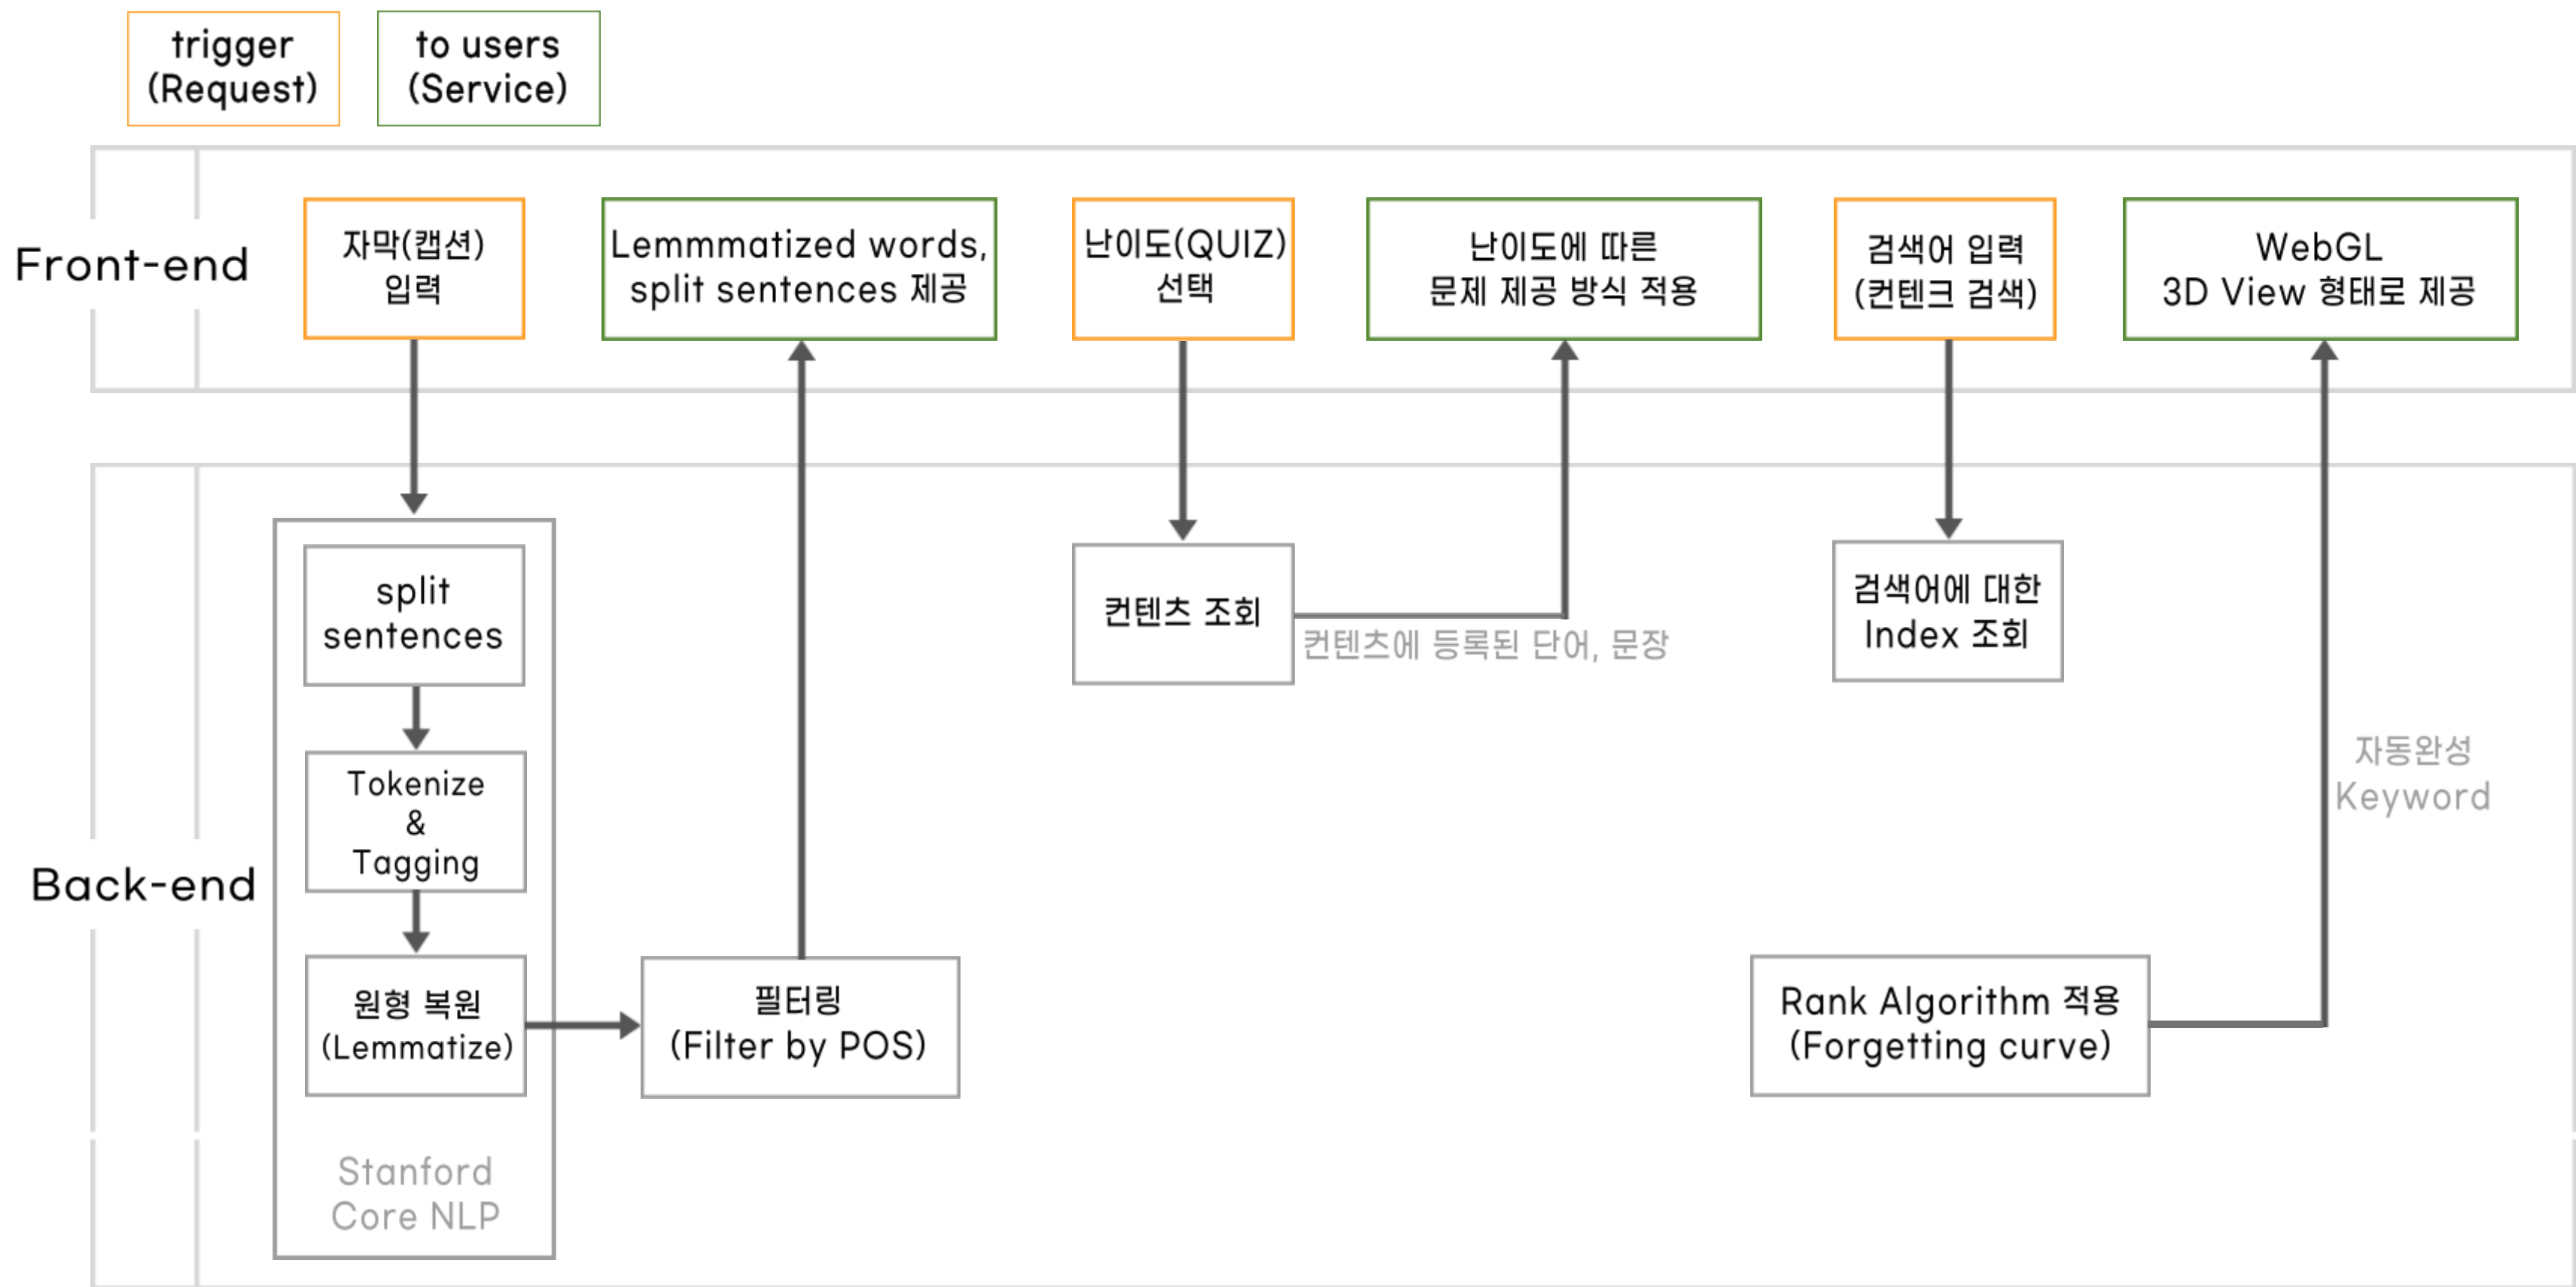 trigger
(Request)
to users
(Service)
Front-end
자막(캡션)
입력
Lemmmatized words,
split sentences 제공
난이도(QUIZ)
선택
난이도에 따른
문제 제공 방식 적용
검색어 입력
(컨텐크 검색)
WebGL
3D View 형태로 제공
Back-end
split
sentences
Tokenize
&
Tagging
원형 복원
(Lemmatize)
Stanford
Core NLP
필터링
(Filter by POS)
컨텐츠 조회
컨텐츠에 등록된 단어, 문장
검색어에 대한
Index 조회
Rank Algorithm 적용
(Forgetting curve)
자동완성
Keyword